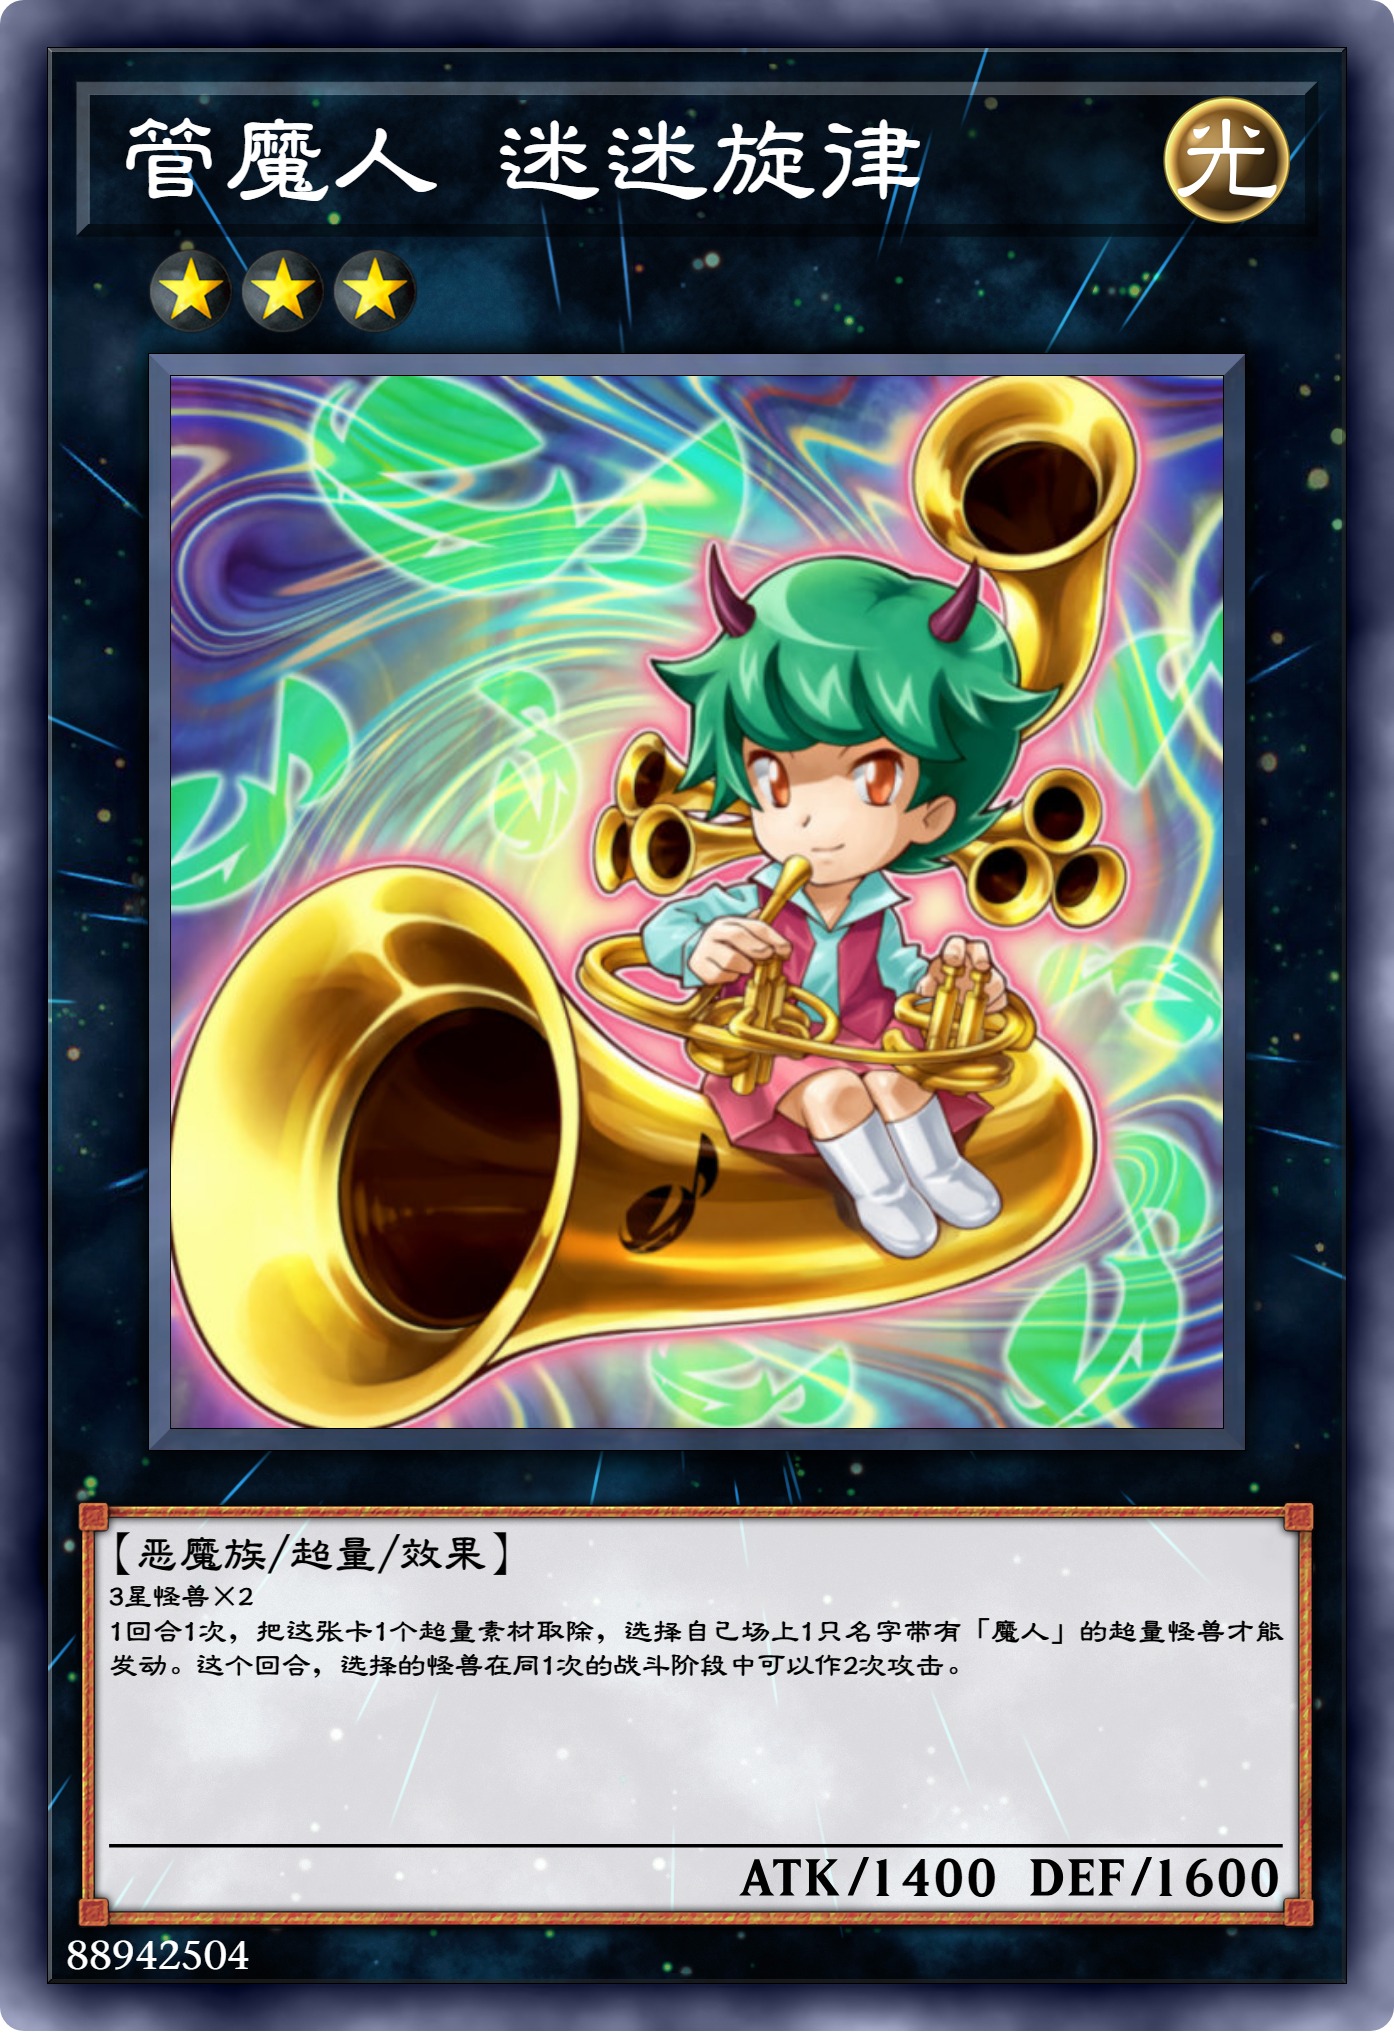 管魔人 迷迷旋律
光
【恶魔族/超量/效果】
3星怪兽×2
1回合1次，把这张卡1个超量素材取除，选择自己场上1只名字带有「魔人」的超量怪兽才能
发动。这个回合，选择的怪兽在同1次的战斗阶段中可以作2次攻击。
ATK/1400 DEF/1600
88942504